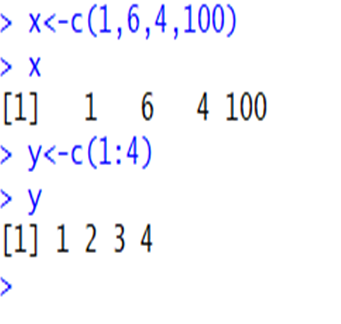 > x<-c(1,6,4,100)
> x
[1]   1   6   4 100
> y<-c(1:4)
> y
[1] 1 2 3 4
>